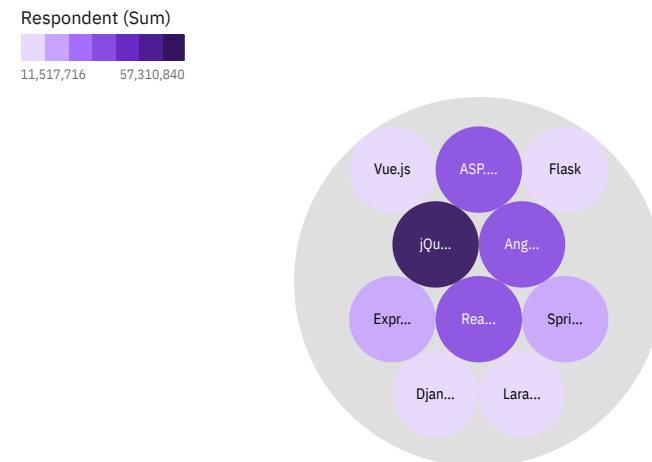 Respondent (Sum)
11,517,716 57,310,840
Vue.js ASP.... Flask
jQu... Ang...
Expr... Rea... Spri...
Djan... Lara...